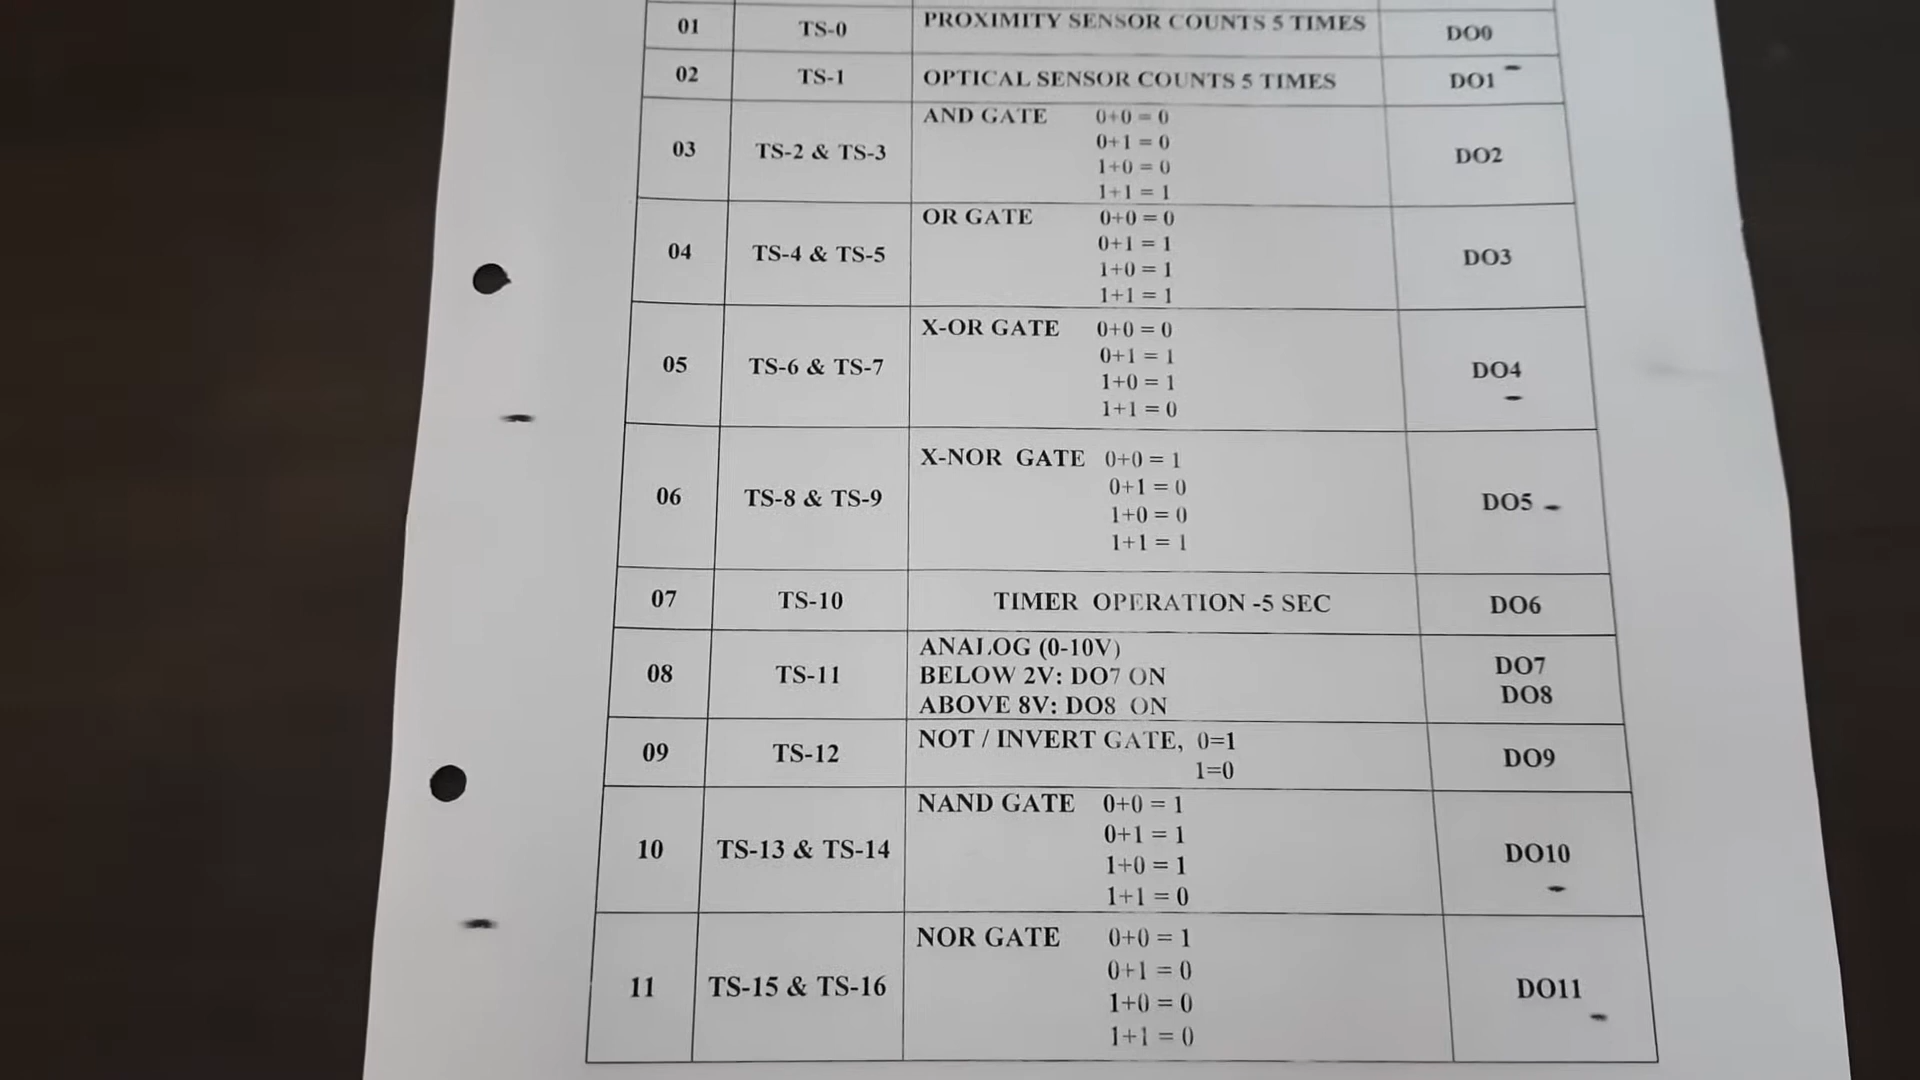 01 TS-0 PROXIMITY SENSOR COUNTS 5 TIMES DO0
02 TS-1 OPTICAL SENSOR COUNTS 5 TIMES DO1
03 TS-2 & TS-3 AND GATE 0+0 = 0 DO2
0+1 = 0
1+0 = 0
1+1 = 1
04 TS-4 & TS-5 OR GATE 0+0 = 0 DO3
0+1 = 1
1+0 = 1
1+1 = 1
05 TS-6 & TS-7 X-OR GATE 0+0 = 0 DO4
0+1 = 1
1+0 = 1
1+1 = 0
06 TS-8 & TS-9 X-NOR GATE 0+0 = 1 DO5
0+1 = 0
1+0 = 0
1+1 = 1
07 TS-10 TIMER OPERATION -5 SEC DO6
08 TS-11 ANALOG (0-10V) DO7
BELOW 2V: DO7 ON DO8
ABOVE 8V: DO8 ON
09 TS-12 NOT / INVERT GATE, 0=1 DO9
1=0
10 TS-13 & TS-14 NAND GATE 0+0 = 1 DO10
0+1 = 1
1+0 = 1
1+1 = 0
11 TS-15 & TS-16 NOR GATE 0+0 = 1 DO11
0+1 = 0
1+0 = 0
1+1 = 0